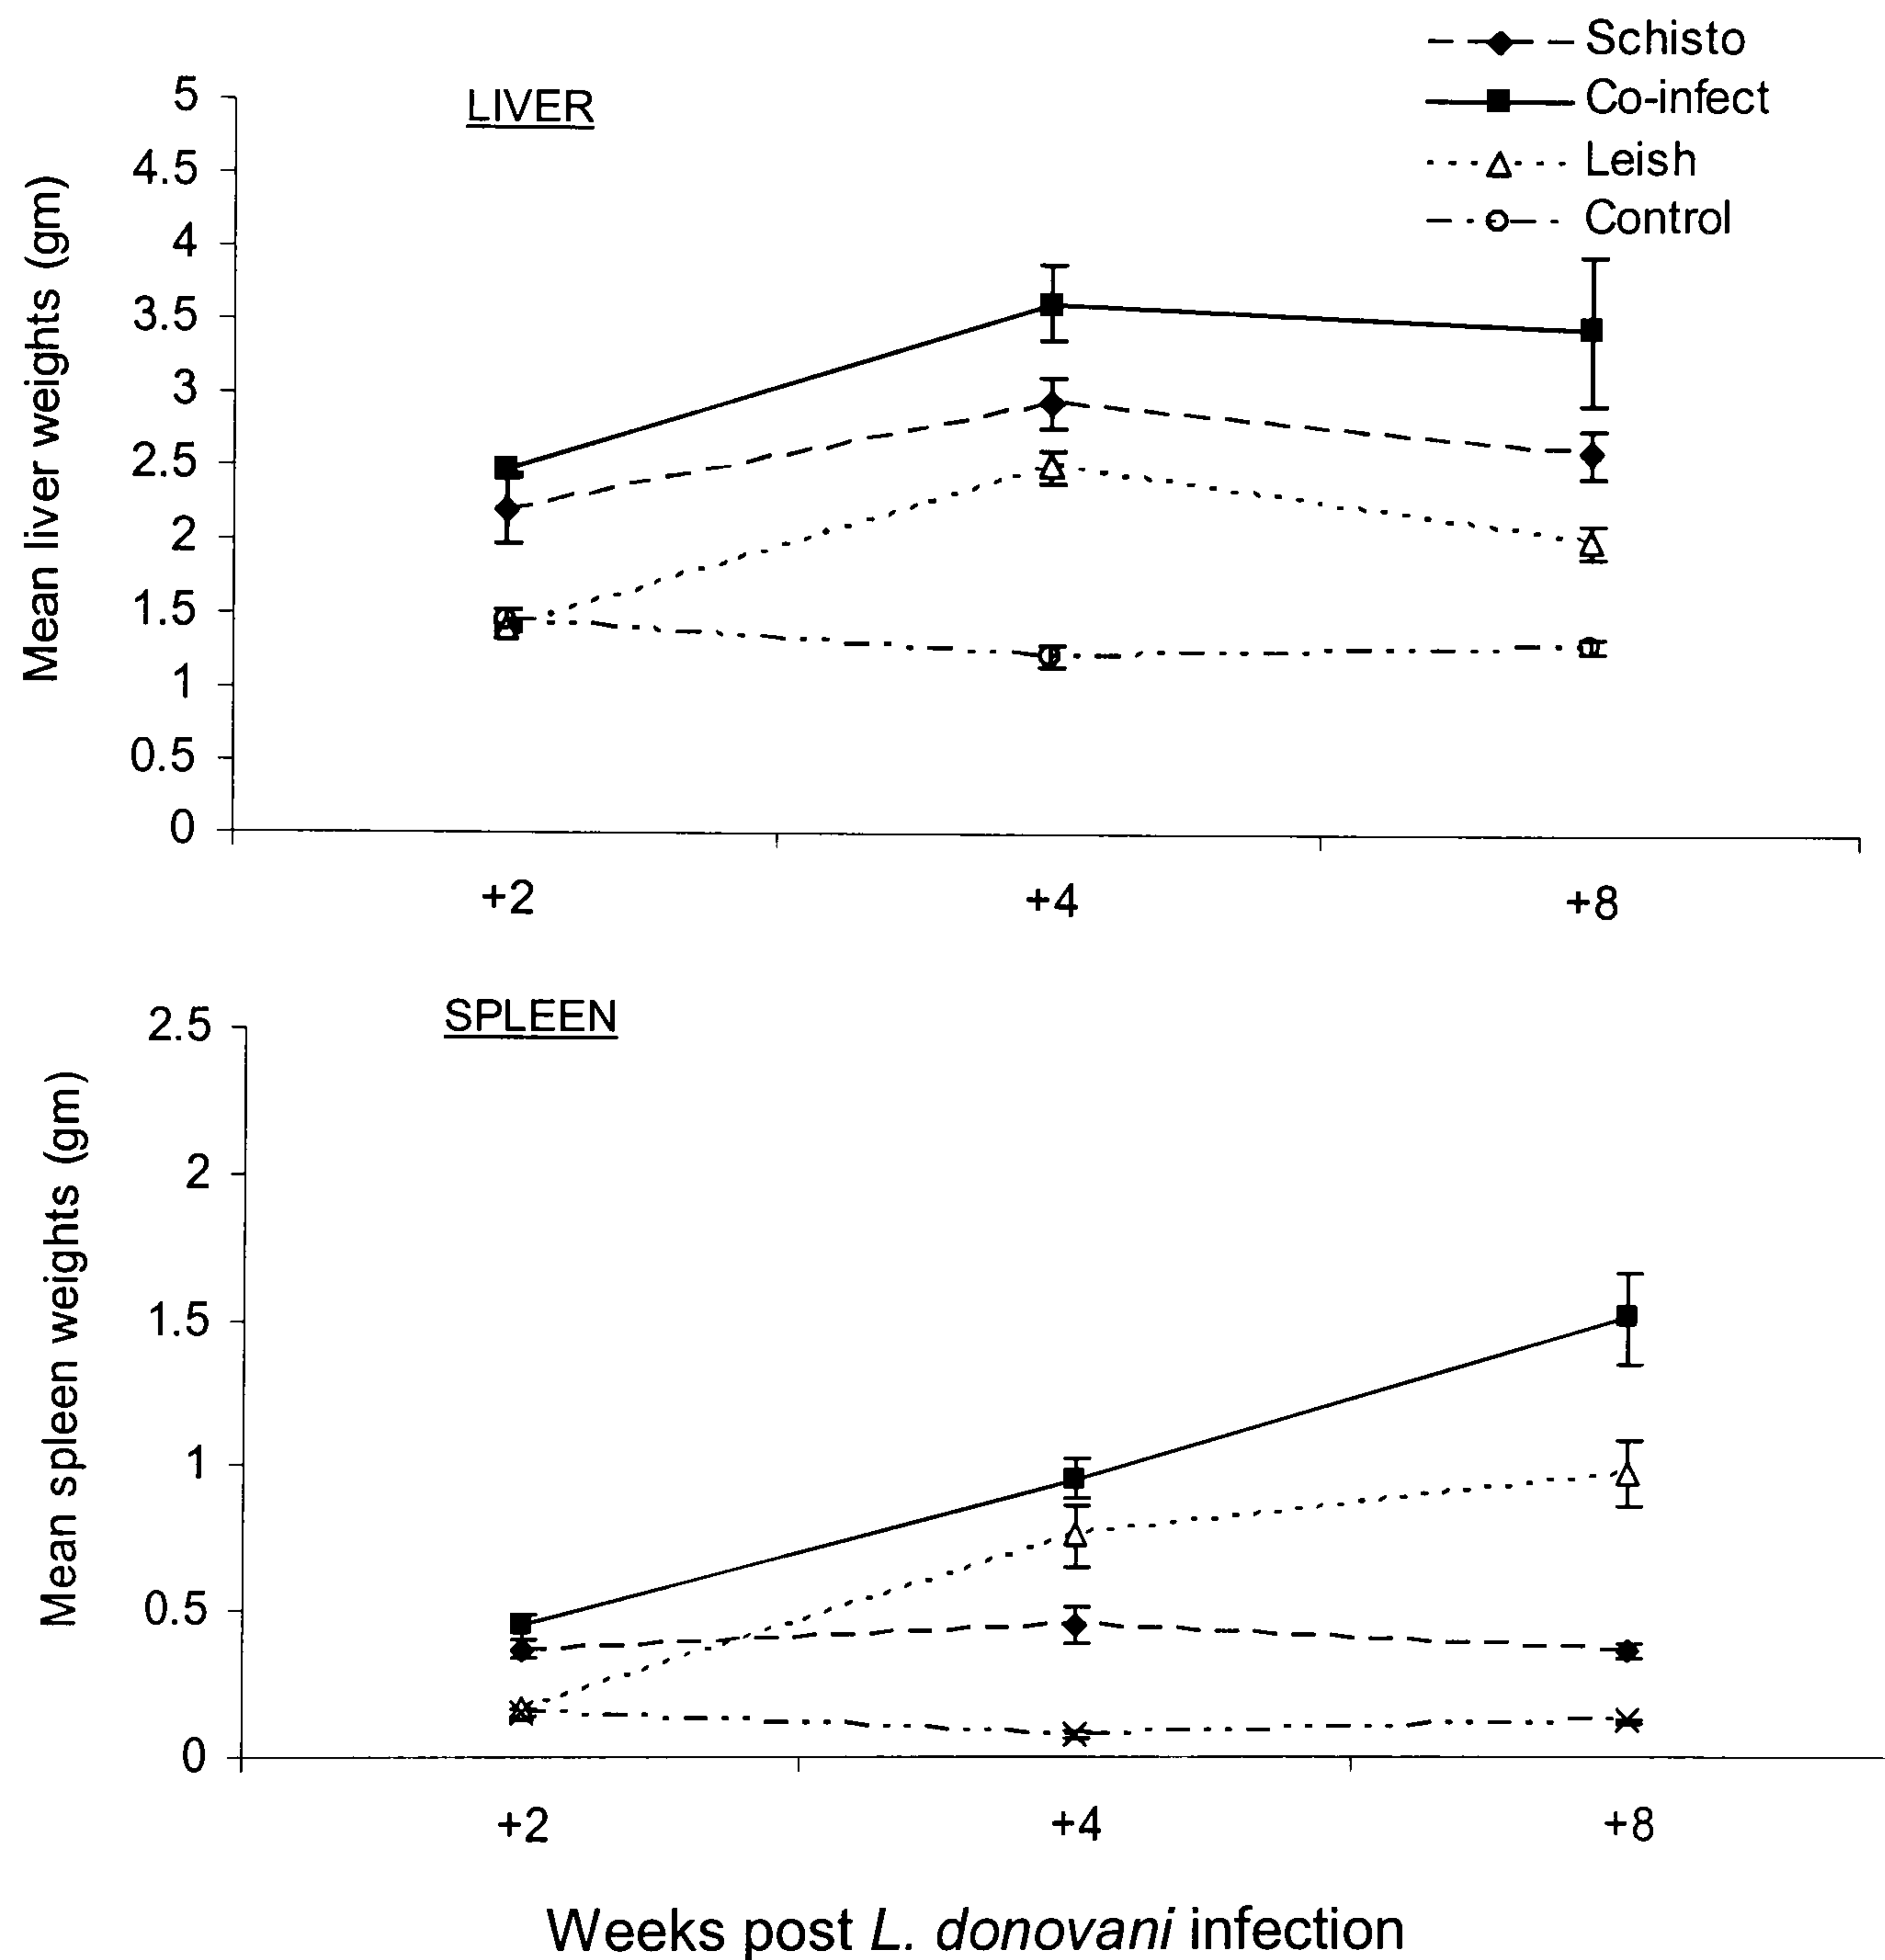 Schisto
Co-infect
Leish
Control
LIVER
Mean liver weights (gm)
5
4.5
4
3.5
3
2.5
2
1.5
1
0.5
0
+2 +4 +8
SPLEEN
Mean spleen weights (gm)
2.5
2
1.5
1
0.5
0
+2 +4 +8
Weeks post L. donovani infection